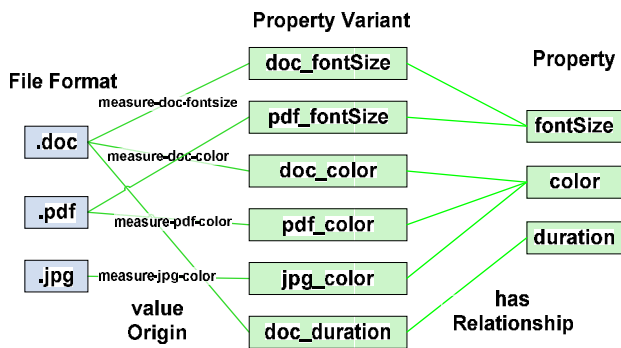 Property Variant
File Format
Property
doc_fontSize
pdf_fontSize
doc_color
pdf_color
jpg_color
doc_duration
.doc
.pdf
.jpg
measure-doc-fontsize
measure-doc-color
measure-pdf-color
measure-jpg-color
fontSize
color
duration
value
Origin
has
Relationship